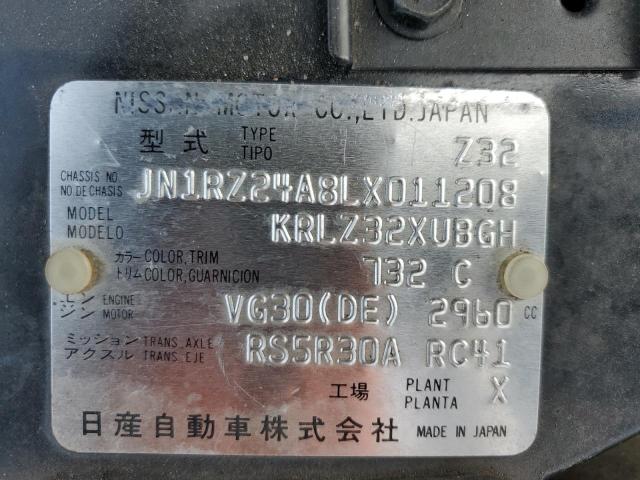 NISSAN MOTOR CO.,LTD.JAPAN
型式 TYPE TIPO Z32
CHASSIS NO. NO.DE CHASIS JN1RZ24A8LX011208
MODEL MODELO KRLZ32XUBGH
カラー COLOR,TRIM
トリム COLOR,GUARNICION 732 C
エンジン ENGINE MOTOR VG30(DE) 2960 CC
ミッション TRANS.AXLE
アクスル TRANS.EJE RS5R30A RC41
工場 PLANT PLANTA X
日産自動車株式会社 MADE IN JAPAN